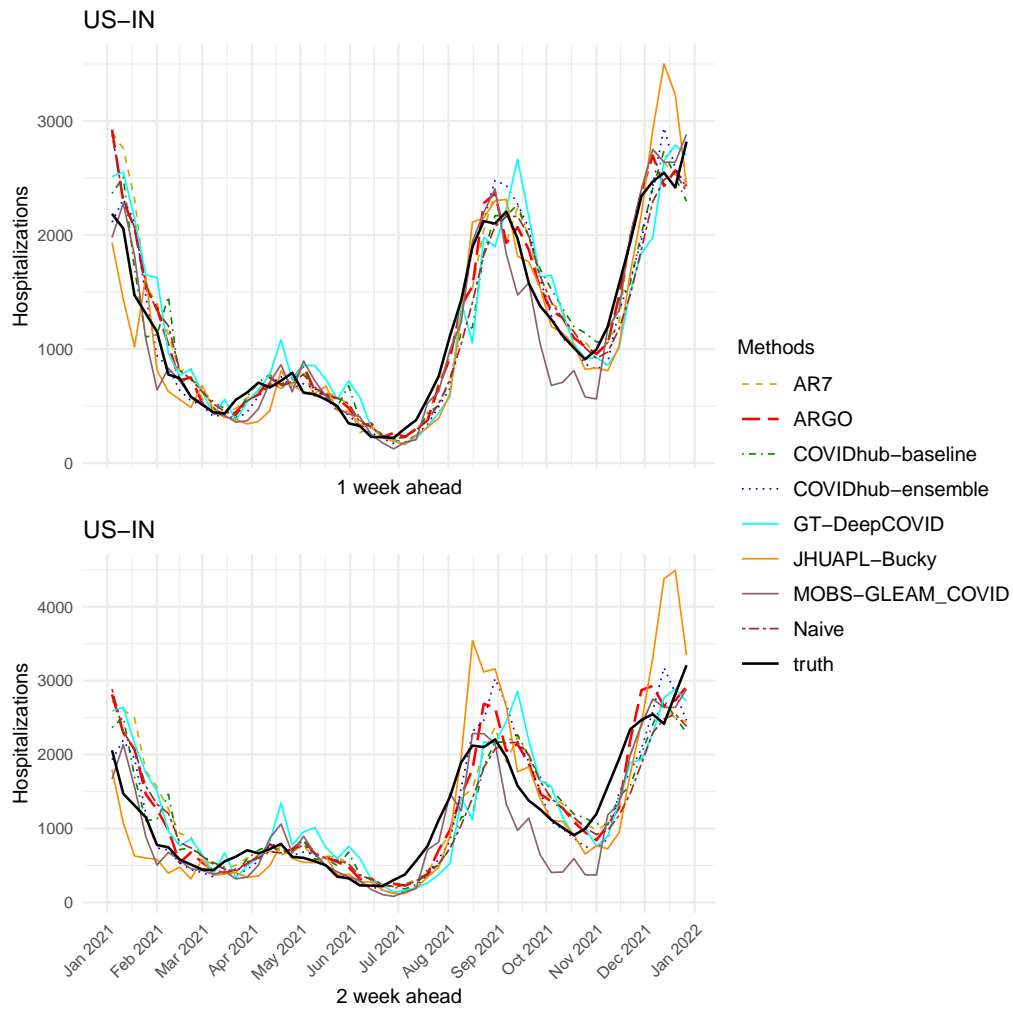 US−IN
Hospitalizations
3000
2000
1000
0
1 week ahead
US−IN
Hospitalizations
4000
3000
2000
1000
0
Jan 2021
Feb 2021
Mar 2021
Apr 2021
May 2021
Jun 2021
Jul 2021
Aug 2021
Sep 2021
Oct 2021
Nov 2021
Dec 2021
Jan 2022
2 week ahead
Methods
AR7
ARGO
COVIDhub−baseline
COVIDhub−ensemble
GT−DeepCOVID
JHUAPL−Bucky
MOBS−GLEAM_COVID
Naive
truth